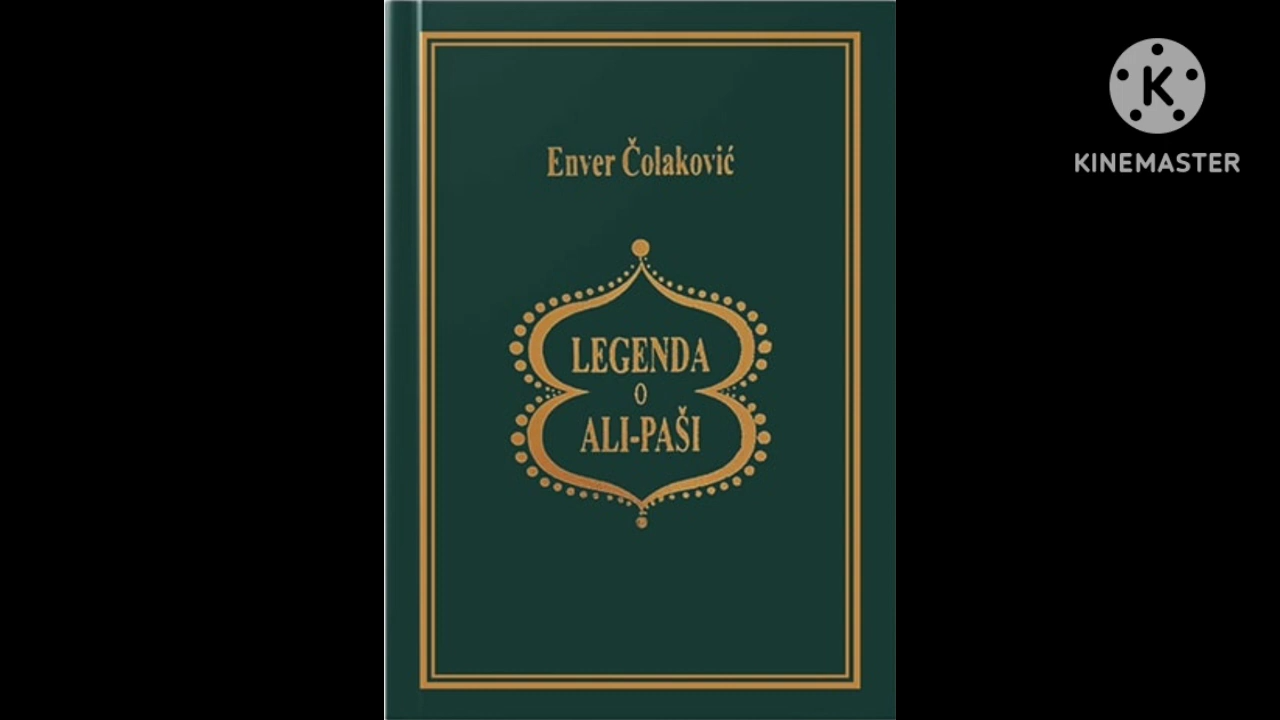 Enver Čolaković
LEGENDA
O
ALI-PAŠI
K
KINEMASTER